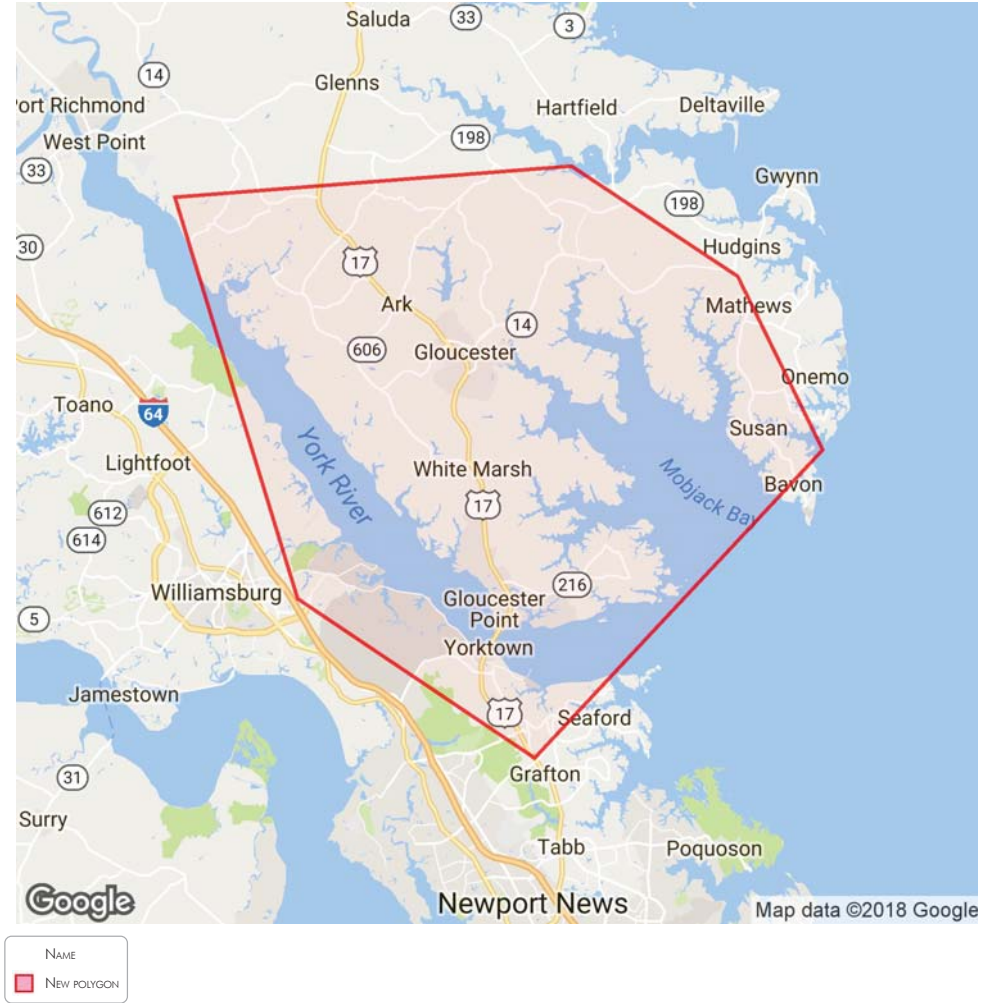 Saluda
33
3
14
Glenns
ort Richmond
Hartfield
Deltaville
198
West Point
33
Gwynn
198
30
Hudgins
17
Ark
Mathews
14
606
Gloucester
Onemo
Toano
64
Susan
Lightfoot
York River
White Marsh
Mobjack Bay
Bavon
17
612
614
216
Williamsburg
Gloucester
Point
5
Yorktown
Jamestown
17
Seaford
31
Grafton
Surry
Tabb
Poquoson
Google
Newport News
Map data ©2018 Google
NAME
NEW POLYGON